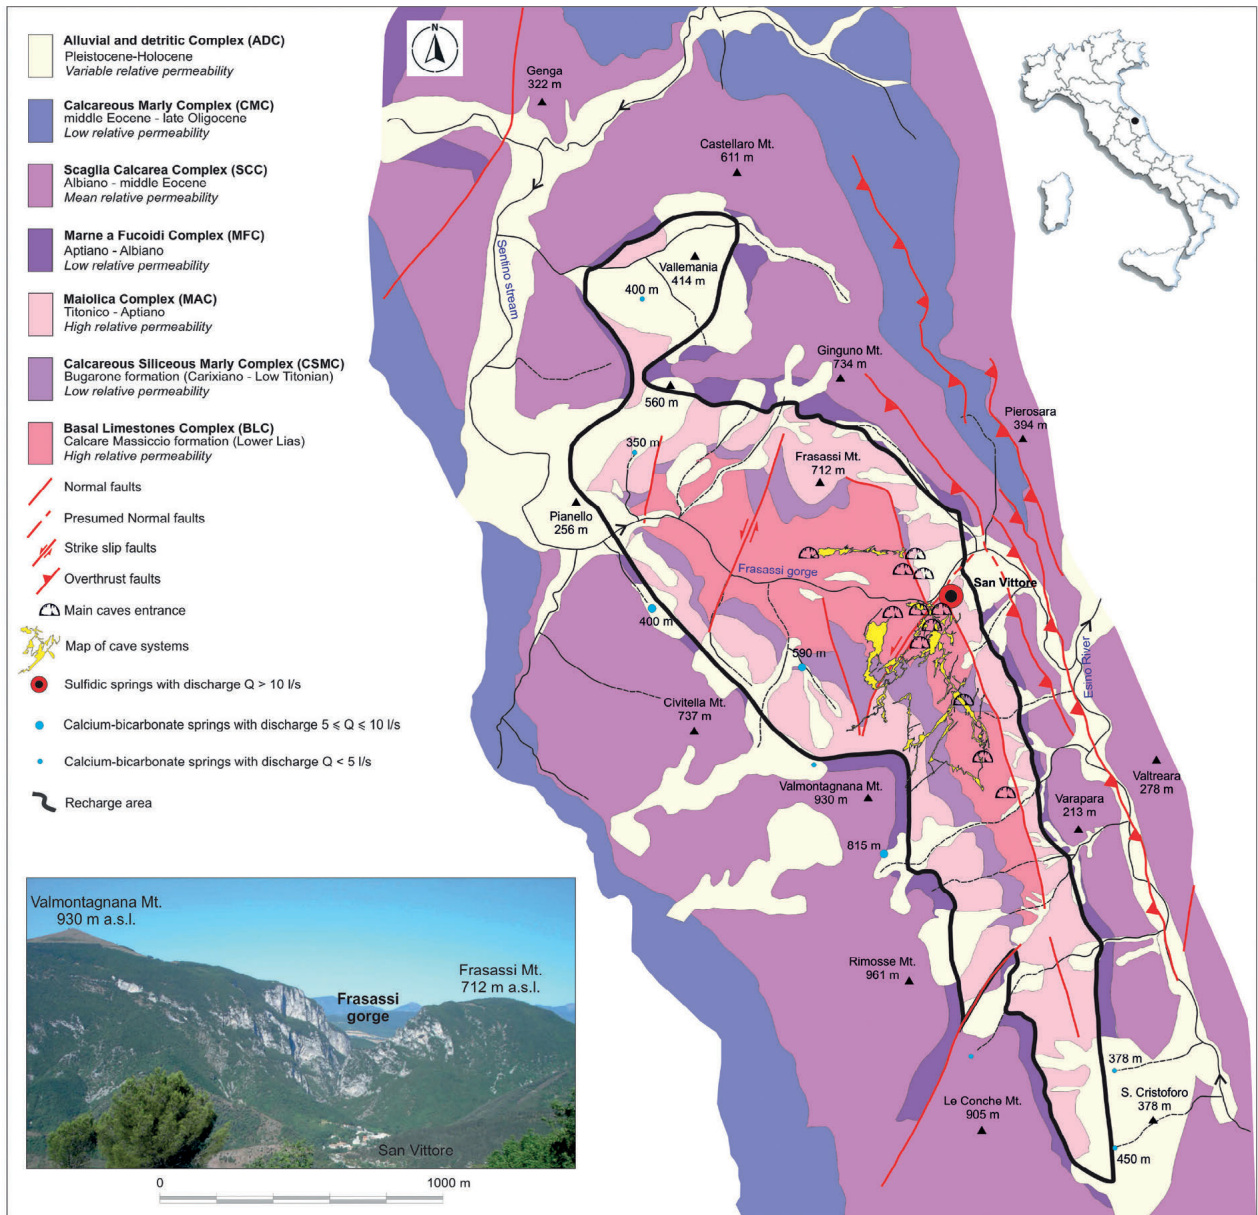 Alluvial and detritic Complex (ADC)
Pleistocene-Holocene
Variable relative permeability
Calcareous Marly Complex (CMC)
middle Eocene - late Oligocene
Low relative permeability
Scaglia Calcarea Complex (SCC)
Albiano - middle Eocene
Mean relative permeability
Marne a Fucoidi Complex (MFC)
Aptiano - Albiano
Low relative permeability
Maiolica Complex (MAC)
Titonico - Aptiano
High relative permeability
Calcareous Siliceous Marly Complex (CSMC)
Bugarone formation (Carixiano - Low Titonian)
Low relative permeability
Basal Limestones Complex (BLC)
Calcare Massiccio formation (Lower Lias)
High relative permeability
Normal faults
Presumed Normal faults
Strike slip faults
Overthrust faults
Main caves entrance
Map of cave systems
Sulfidic springs with discharge Q > 10 l/s
Calcium-bicarbonate springs with discharge 5 ⩽ Q ⩽ 10 l/s
Calcium-bicarbonate springs with discharge Q < 5 l/s
Recharge area
N
Genga
322 m
Castellaro Mt.
611 m
Sentino stream
Vallemania
414 m
400 m
Ginguno Mt.
734 m
560 m
Pierosara
394 m
350 m
Frasassi Mt.
712 m
Pianello
256 m
Frasassi gorge
San Vittore
400 m
590 m
Esino River
Civitella Mt.
737 m
Valmontagnana Mt.
930 m
Valtreara
278 m
Varapara
213 m
815 m
Rimosse Mt.
961 m
378 m
S. Cristoforo
378 m
Le Conche Mt.
905 m
450 m
Valmontagnana Mt.
930 m a.s.l.
Frasassi Mt.
712 m a.s.l.
Frasassi
gorge
San Vittore
0
1000 m